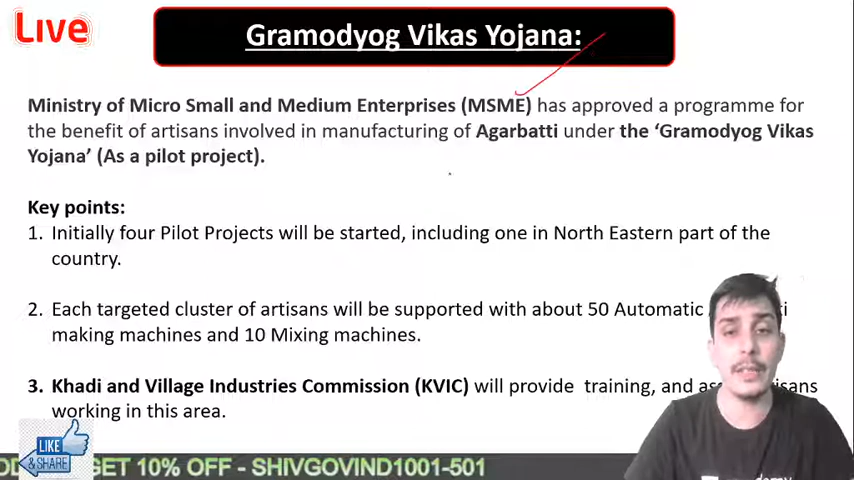 Live
Gramodyog Vikas Yojana:
Ministry of Micro Small and Medium Enterprises (MSME) has approved a programme for
the benefit of artisans involved in manufacturing of Agarbatti under the ‘Gramodyog Vikas
Yojana’ (As a pilot project).
Key points:
1. Initially four Pilot Projects will be started, including one in North Eastern part of the
country.
2. Each targeted cluster of artisans will be supported with about 50 Automatic
making machines and 10 Mixing machines.
3. Khadi and Village Industries Commission (KVIC) will provide training, and
working in this area.
LIKE
& SHARE
GET 10% OFF - SHIVGOVIND1001-501